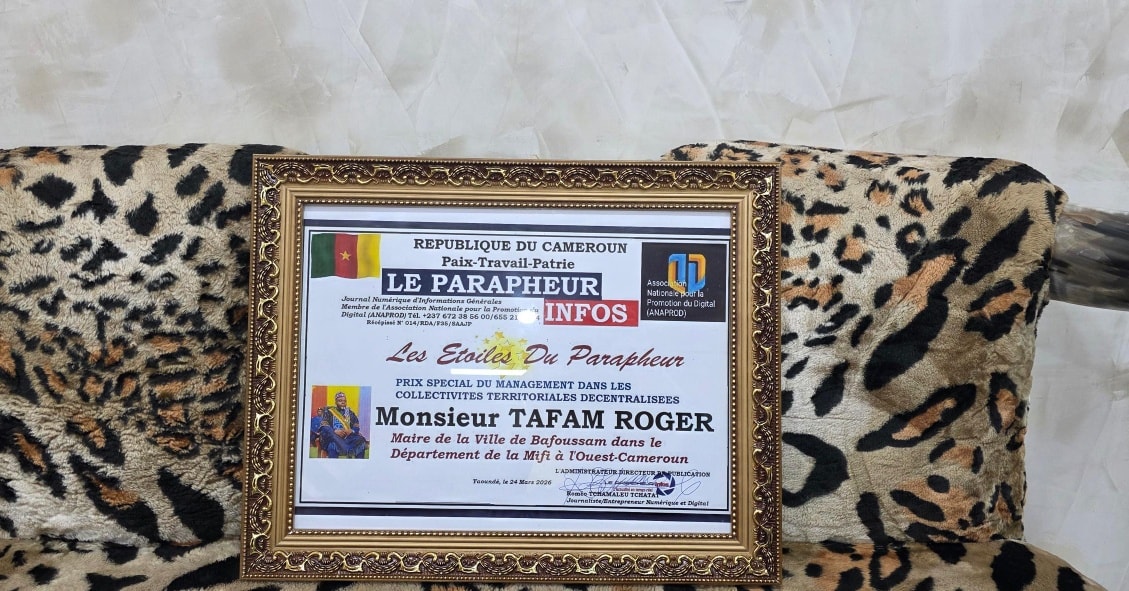 REPUBLIQUE DU CAMEROUN
Paix-Travail-Patrie
LE PARAPHEUR
INFOS
Journal Numérique d'Informations Générales
Membre de l'Association Nationale pour la Promotion du
Digital (ANAPROD) Tél. +237 672 38 56 00/655 21
Récépissé N° 014/RDA/F35/SAAJP
Association
Nationale pour la
Promotion du Digital
(ANAPROD)
Les Etoiles Du Parapheur
PRIX SPECIAL DU MANAGEMENT DANS LES
COLLECTIVITES TERRITORIALES DECENTRALISEES
Monsieur TAFAM ROGER
Maire de la Ville de Bafoussam dans le
Département de la Mifi à l'Ouest-Cameroun
L'ADMINISTRATEUR DIRECTEUR DE PUBLICATION
Yaoundé, le 24 Mars 2026
Roméo TCHAMALEU TCHATAT
Journaliste/Entrepreneur Numérique et Digital